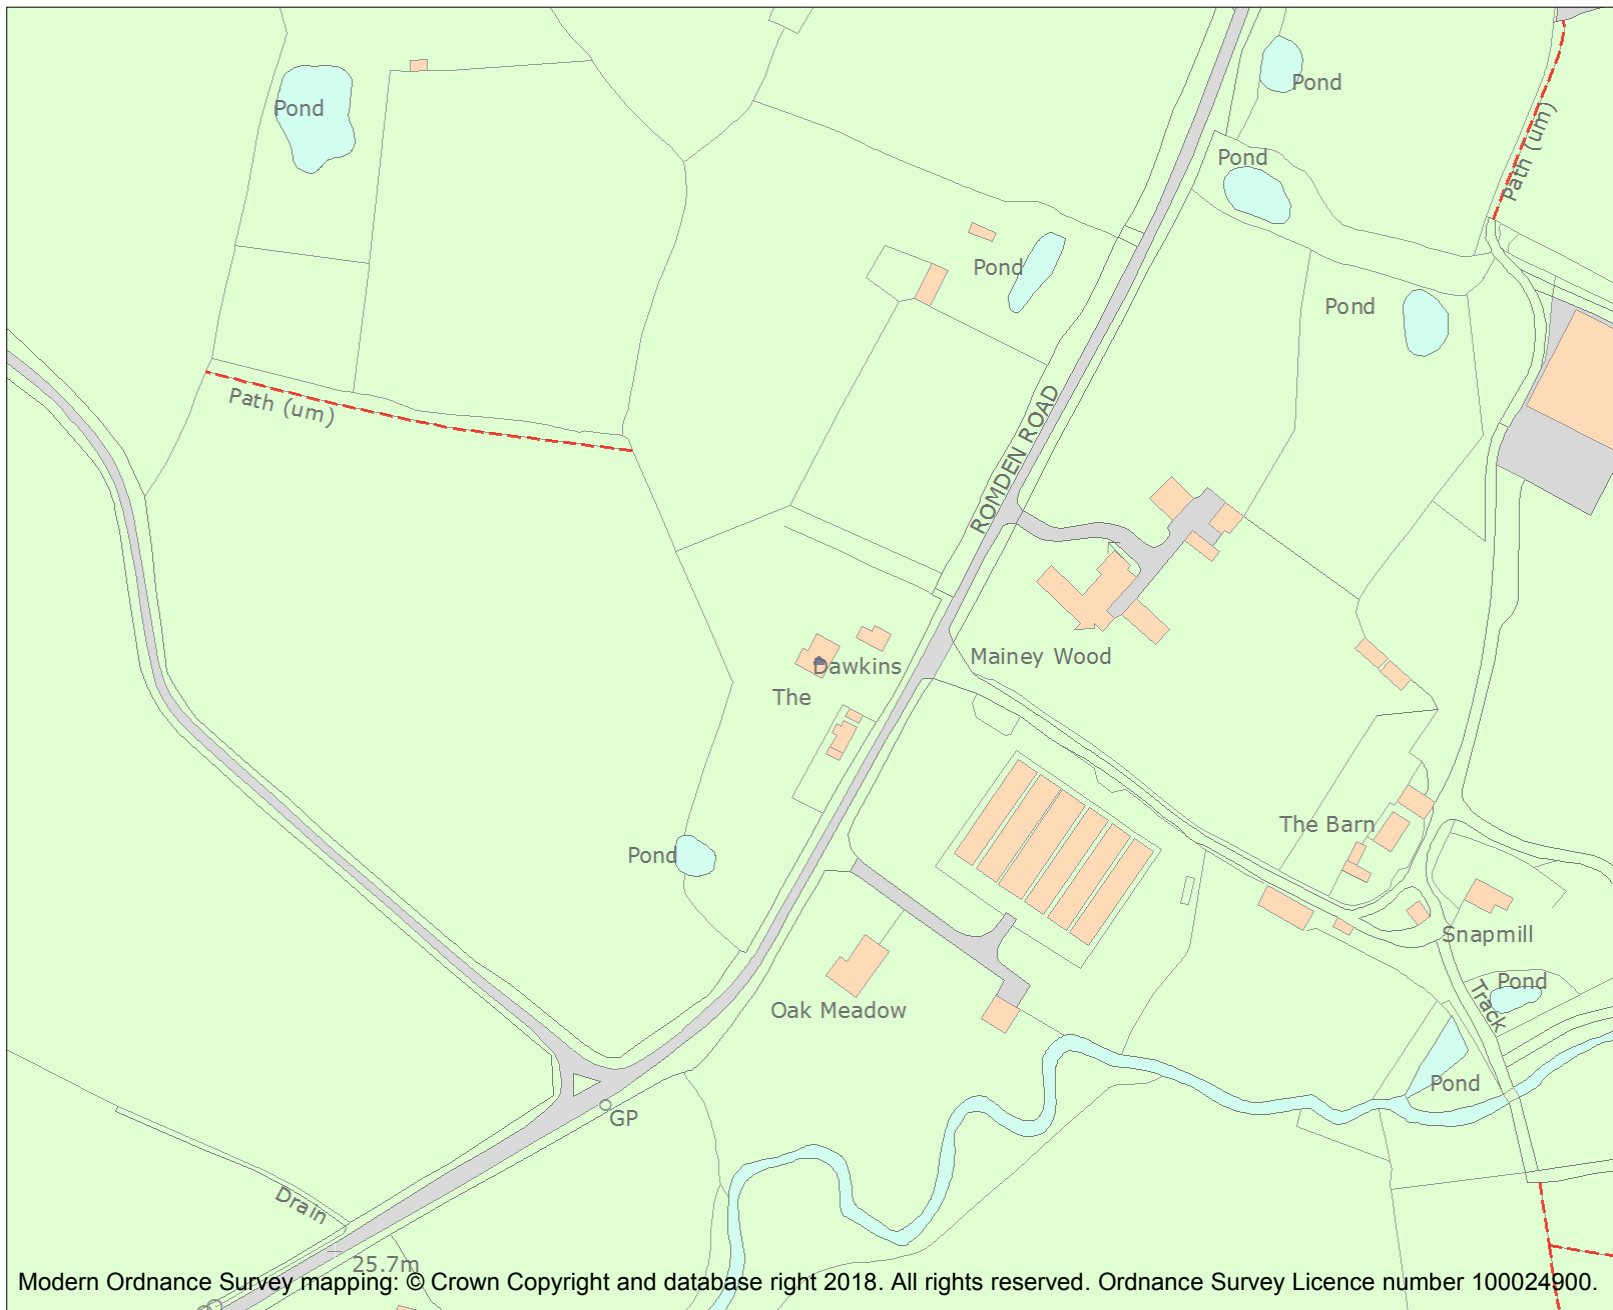 Pond
Pond
Path (um)
Pond
Pond
Pond
Path (um)
ROMDEN ROAD
Mainey Wood
Dawkins
The
The Barn
Pond
Snapmill
Pond
Track
Oak Meadow
Pond
GP
Drain
25.7m
Modern Ordnance Survey mapping: © Crown Copyright and database right 2018. All rights reserved. Ordnance Survey Licence number 100024900.